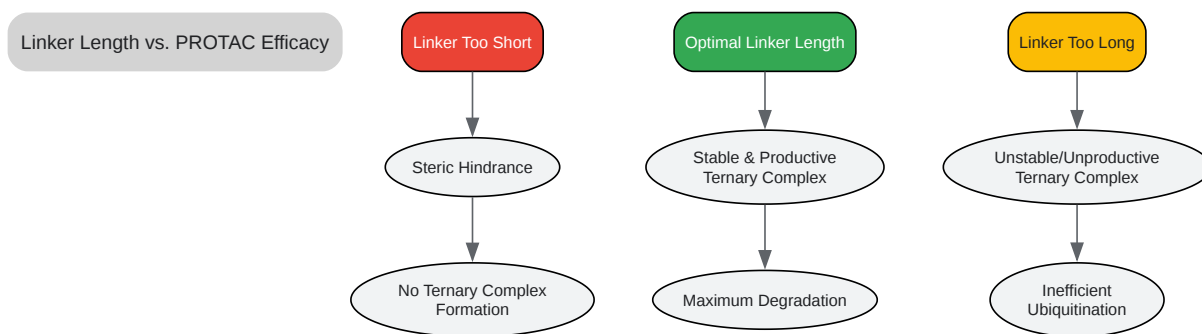 Linker Length vs. PROTAC Efficacy
Linker Too Short
Optimal Linker Length
Linker Too Long
Steric Hindrance
Stable & Productive
Ternary Complex
Unstable/Unproductive
Ternary Complex
No Ternary Complex
Formation
Maximum Degradation
Inefficient
Ubiquitination